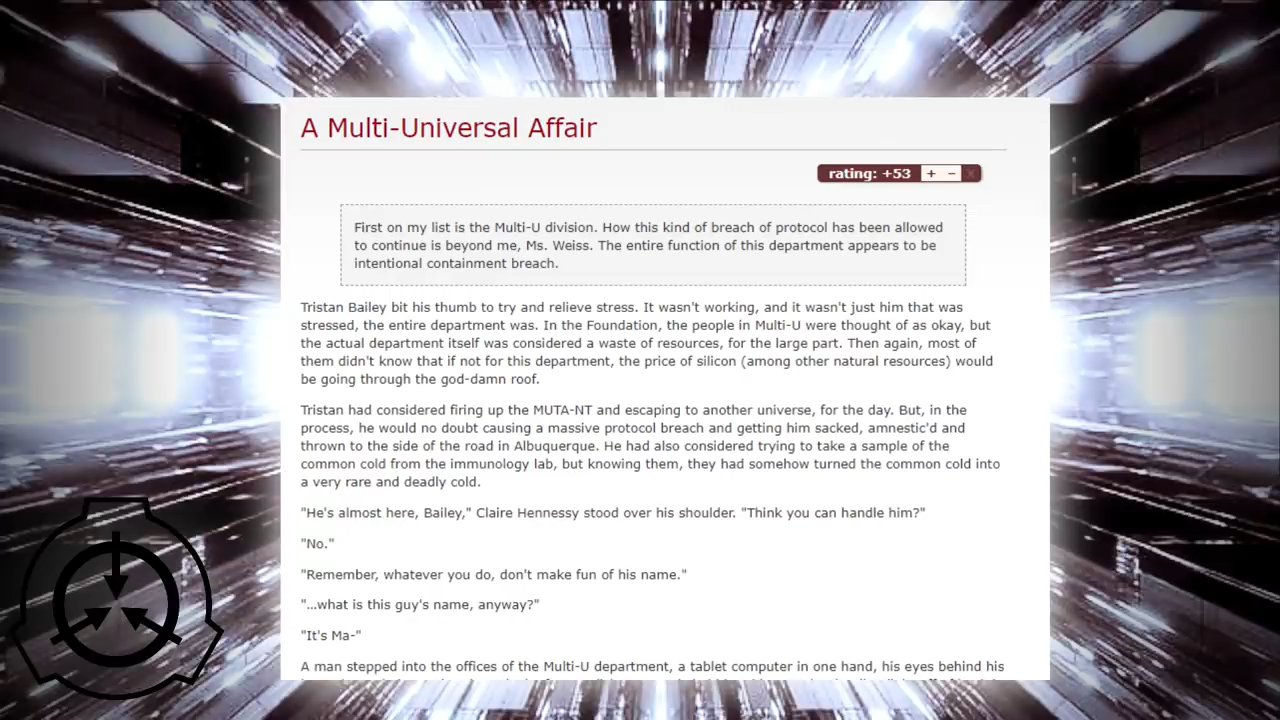 A Multi-Universal Affair
rating: +53 + − x
First on my list is the Multi-U division. How this kind of breach of protocol has been allowed
to continue is beyond me, Ms. Weiss. The entire function of this department appears to be
intentional containment breach.
Tristan Bailey bit his thumb to try and relieve stress. It wasn't working, and it wasn't just him that was
stressed, the entire department was. In the Foundation, the people in Multi-U were thought of as okay, but
the actual department itself was considered a waste of resources, for the large part. Then again, most of
them didn't know that if not for this department, the price of silicon (among other natural resources) would
be going through the god-damn roof.
Tristan had considered firing up the MUTA-NT and escaping to another universe, for the day. But, in the
process, he would no doubt causing a massive protocol breach and getting him sacked, amnestic'd and
thrown to the side of the road in Albuquerque. He had also considered trying to take a sample of the
common cold from the immunology lab, but knowing them, they had somehow turned the common cold into
a very rare and deadly cold.
"He's almost here, Bailey," Claire Hennessy stood over his shoulder. "Think you can handle him?"
"No."
"Remember, whatever you do, don't make fun of his name."
"…what is this guy's name, anyway?"
"It's Ma-"
A man stepped into the offices of the Multi-U department, a tablet computer in one hand, his eyes behind his